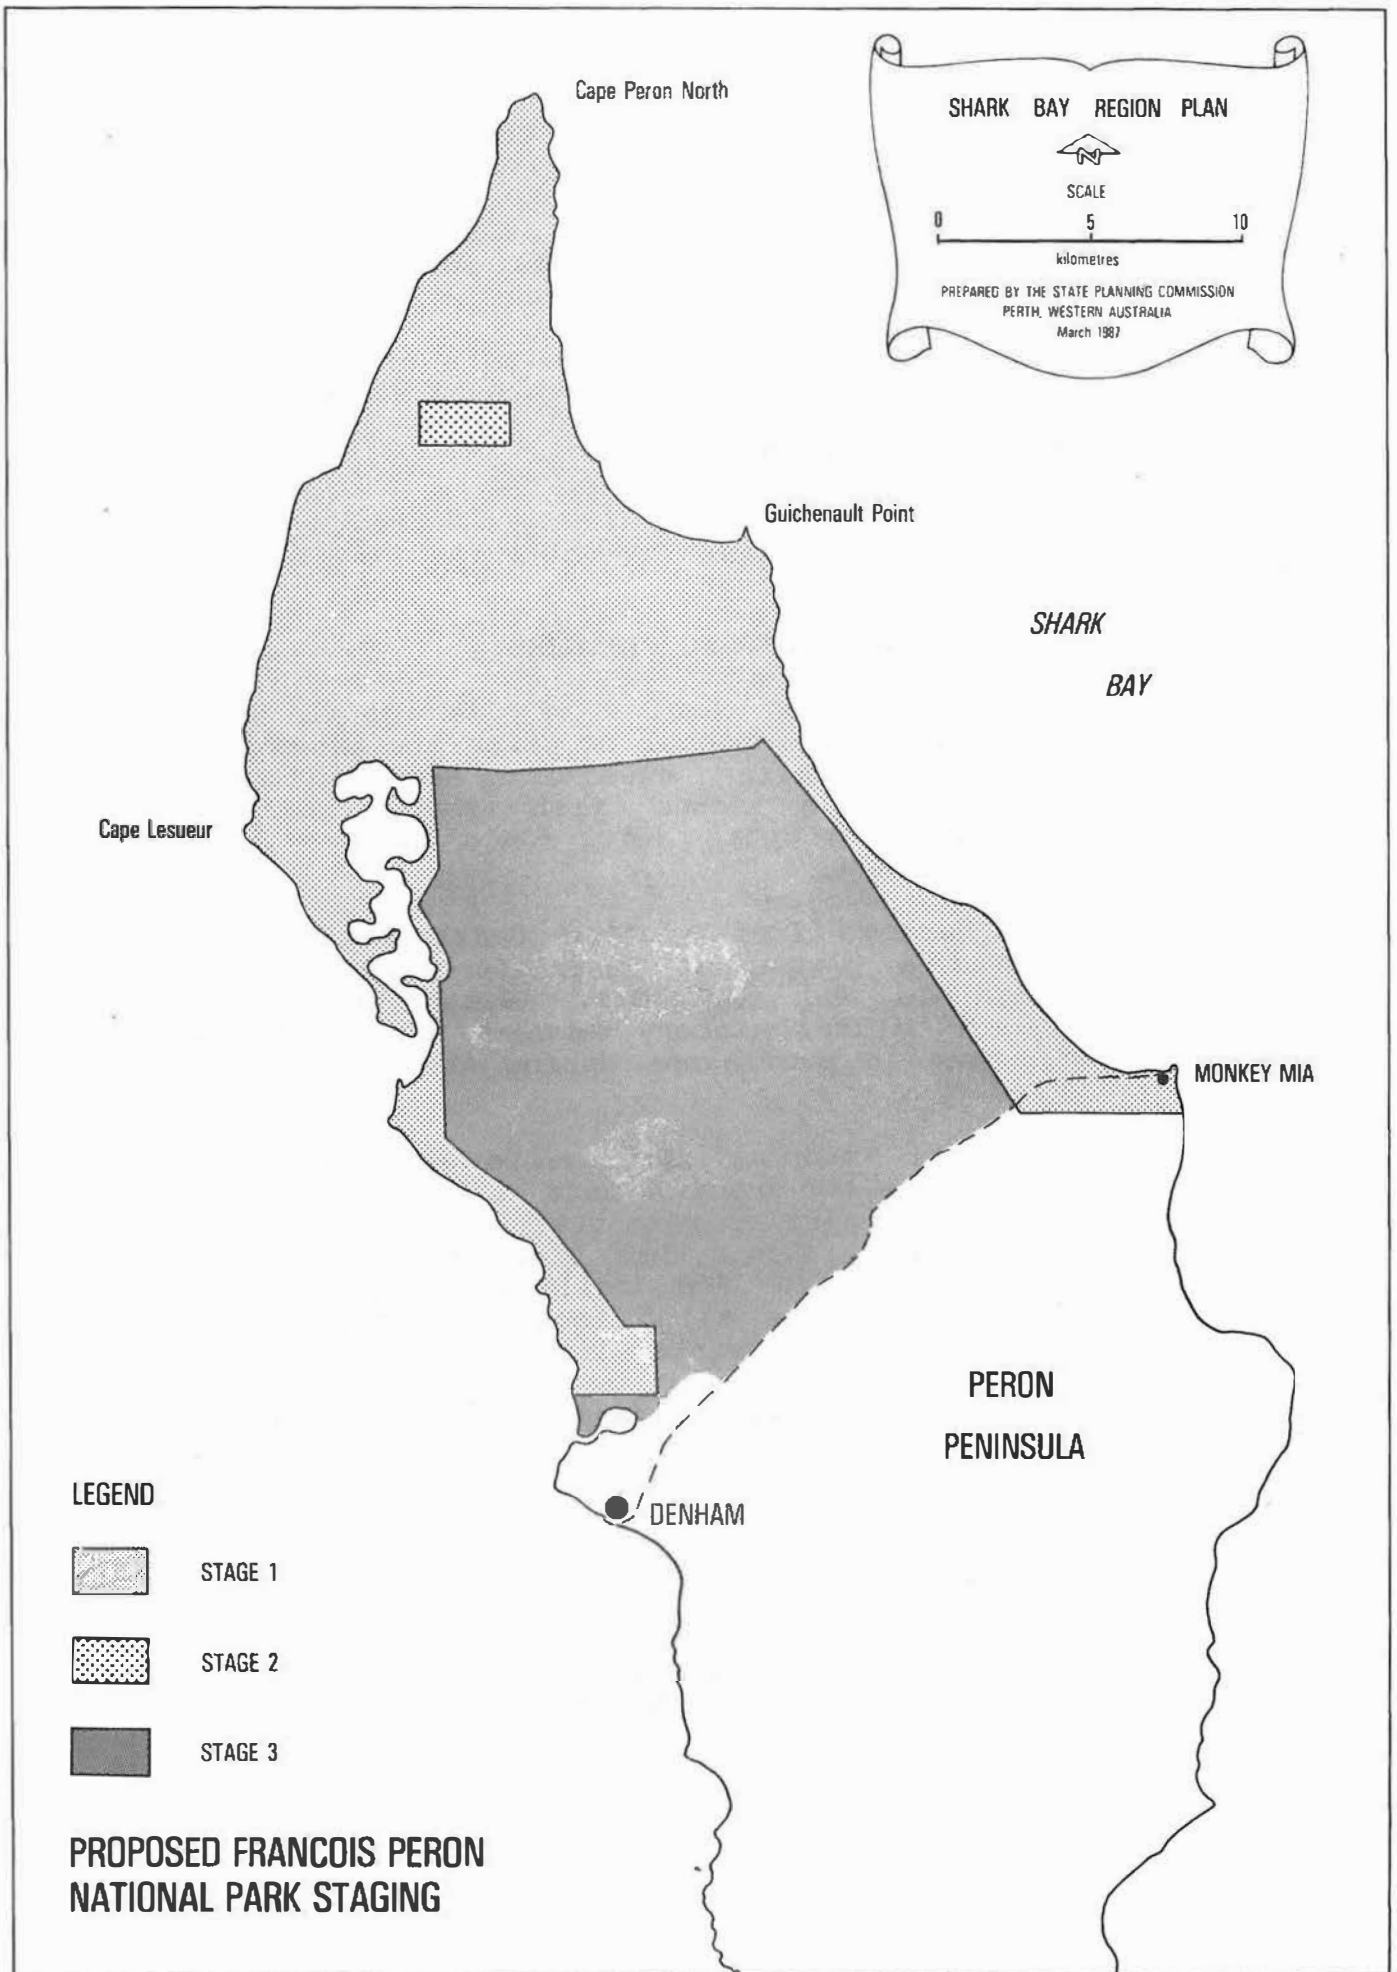 Cape Peron North
SHARK BAY REGION PLAN
N
SCALE
0 5 10
kilometres
PREPARED BY THE STATE PLANNING COMMISSION
PERTH, WESTERN AUSTRALIA
March 1987
Guichenault Point
SHARK
BAY
Cape Lesueur
MONKEY MIA
PERON
PENINSULA
DENHAM
LEGEND
STAGE 1
STAGE 2
STAGE 3
PROPOSED FRANCOIS PERON
NATIONAL PARK STAGING